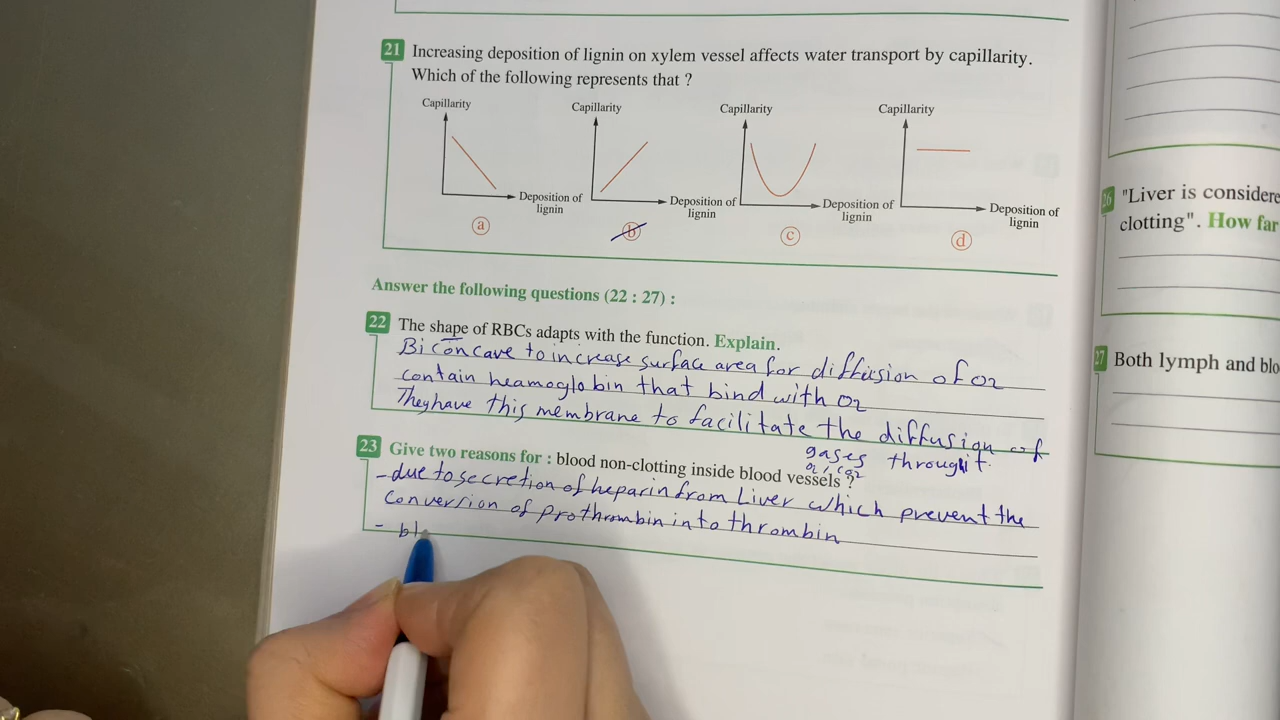 21 Increasing deposition of lignin on xylem vessel affects water transport by capillarity.
Which of the following represents that ?
Capillarity
Deposition of
lignin
a
Capillarity
Deposition of
lignin
b
Capillarity
Deposition of
lignin
c
Capillarity
Deposition of
lignin
d
Answer the following questions (22 : 27) :
22 The shape of RBCs adapts with the function. Explain.
Biconcave to increase surface area for diffusion of O2
contain heamoglobin that bind with O2
They have this membrane to facilitate the diffusion of
gases through it.
O2, CO2
23 Give two reasons for : blood non-clotting inside blood vessels ?
- due to secretion of heparin from Liver which prevent the
conversion of prothrombin into thrombin
- bl
26 "Liver is considere
clotting". How far
27 Both lymph and blo